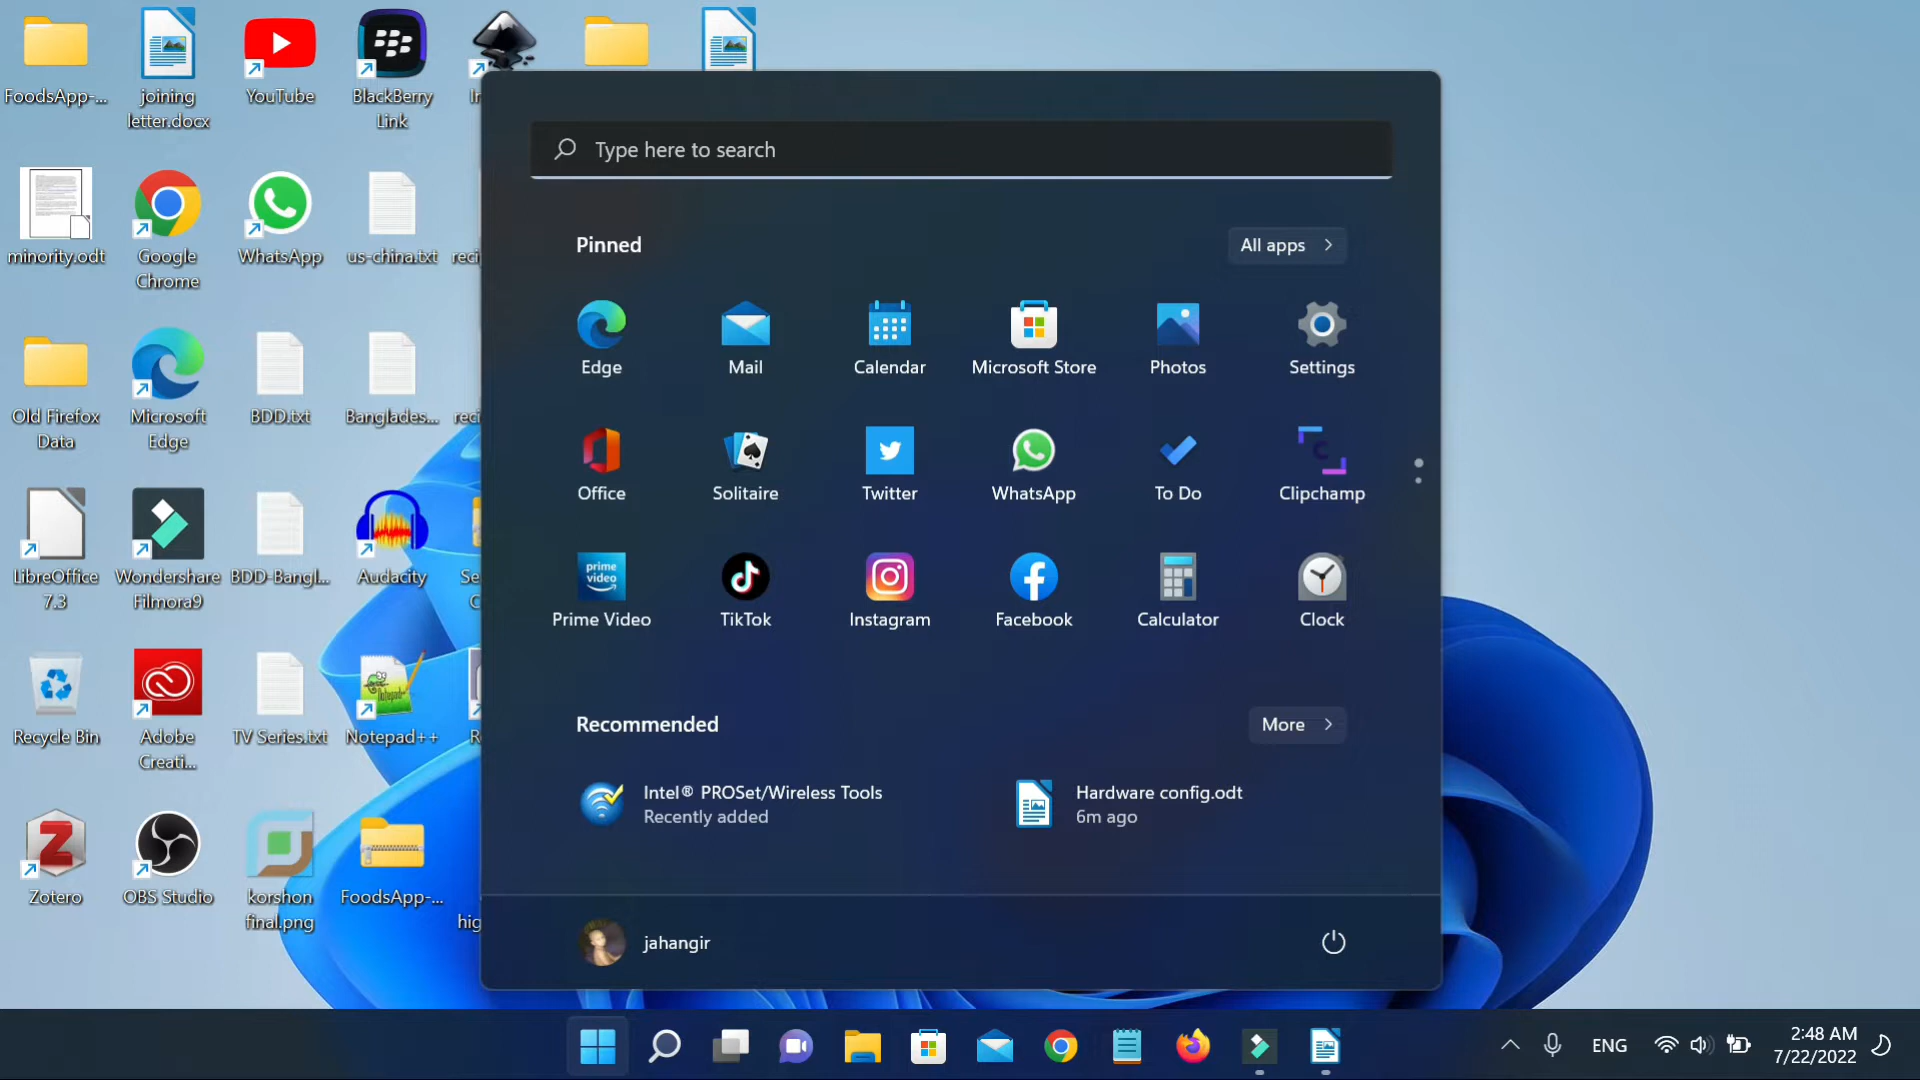 FoodsApp-...
joining
letter.docx
YouTube
BlackBerry
Link
minority.odt
Google
Chrome
WhatsApp
us-china.txt
Old Firefox
Data
Microsoft
Edge
BDD.txt
Banglades...
LibreOffice
7.3
Wondershare
Filmora9
BDD-Bangl...
Audacity
Recycle Bin
Adobe
Creati...
TV Series.txt
Notepad++
Zotero
OBS Studio
korshon
final.png
FoodsApp-...
Type here to search
Pinned
All apps
Edge
Mail
Calendar
Microsoft Store
Photos
Settings
Office
Solitaire
Twitter
WhatsApp
To Do
Clipchamp
prime
video
Prime Video
TikTok
Instagram
Facebook
Calculator
Clock
Recommended
More
Intel® PROSet/Wireless Tools
Recently added
Hardware config.odt
6m ago
jahangir
ENG
2:48 AM
7/22/2022